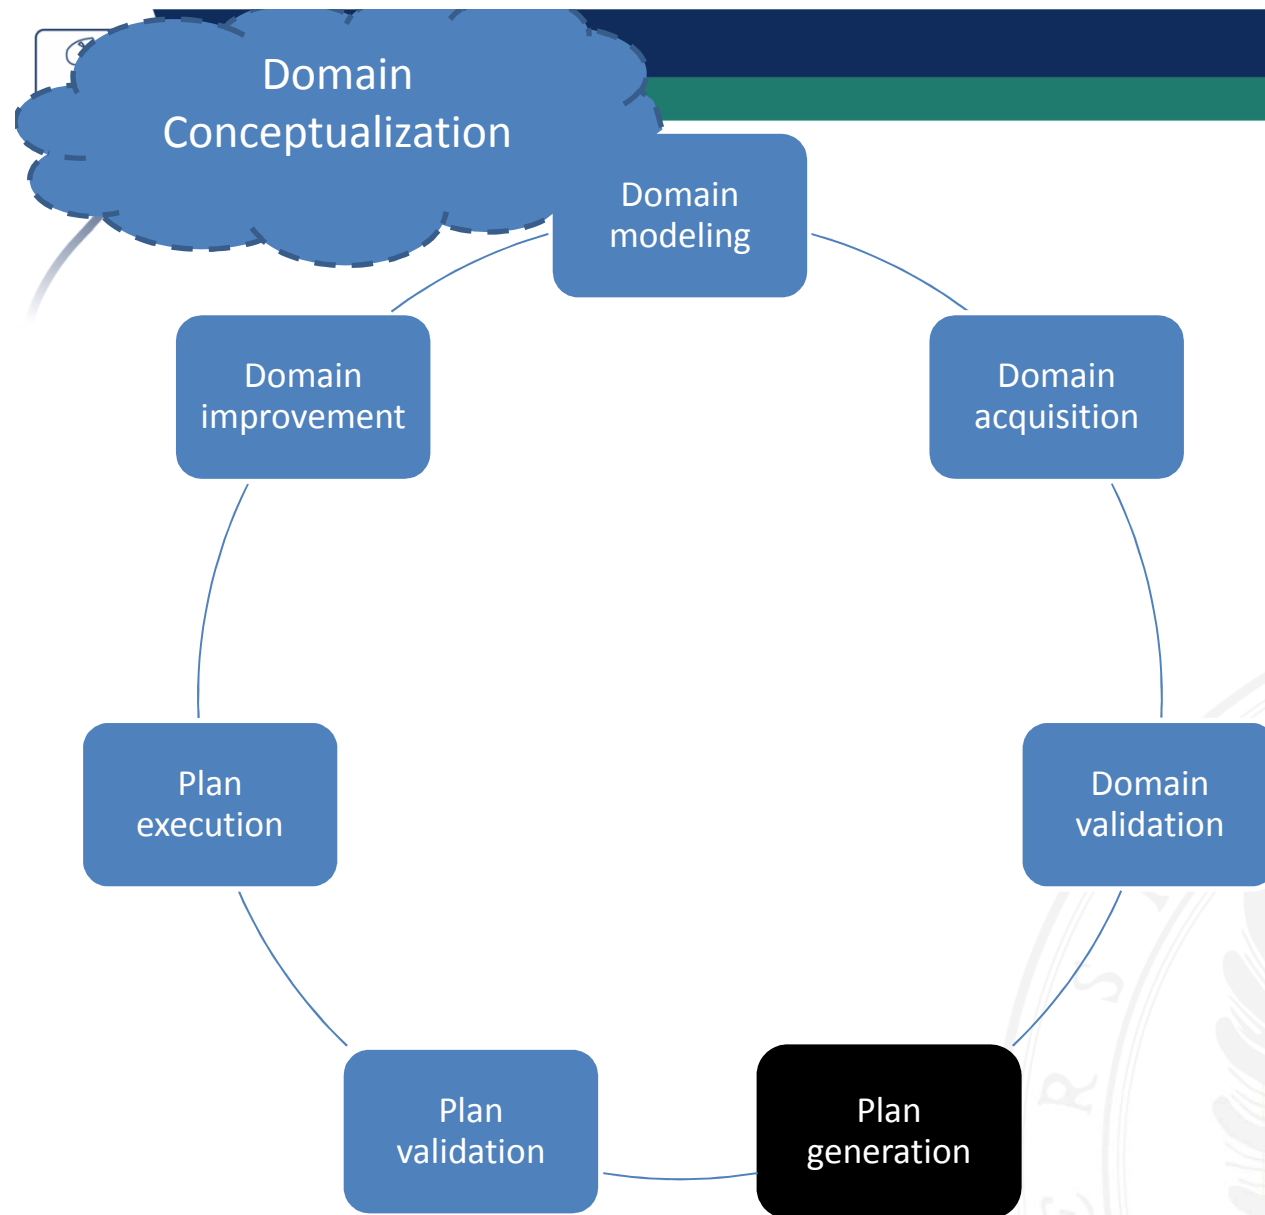 Domain
Conceptualization
Domain
modeling
Domain
acquisition
Domain
validation
Plan
generation
Plan
validation
Plan
execution
Domain
improvement
R S
E